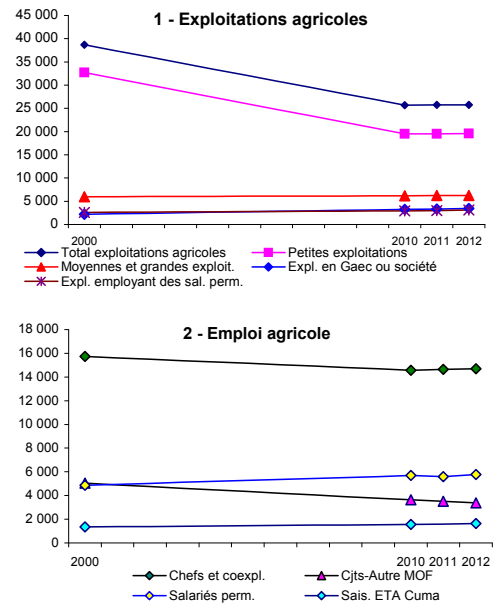 1 - Exploitations agricoles
45 000
40 000
35 000
30 000
25 000
20 000
15 000
10 000
5 000
0
2000 2010 2011 2012
Total exploitations agricoles Petites exploitations
Moyennes et grandes exploit. Expl. en Gaec ou société
Expl. employant des sal. perm.
2 - Emploi agricole
18 000
16 000
14 000
12 000
10 000
8 000
6 000
4 000
2 000
0
2000 2010 2011 2012
Chefs et coexpl. Cjts-Autre MOF
Salariés perm. Sais. ETA Cuma